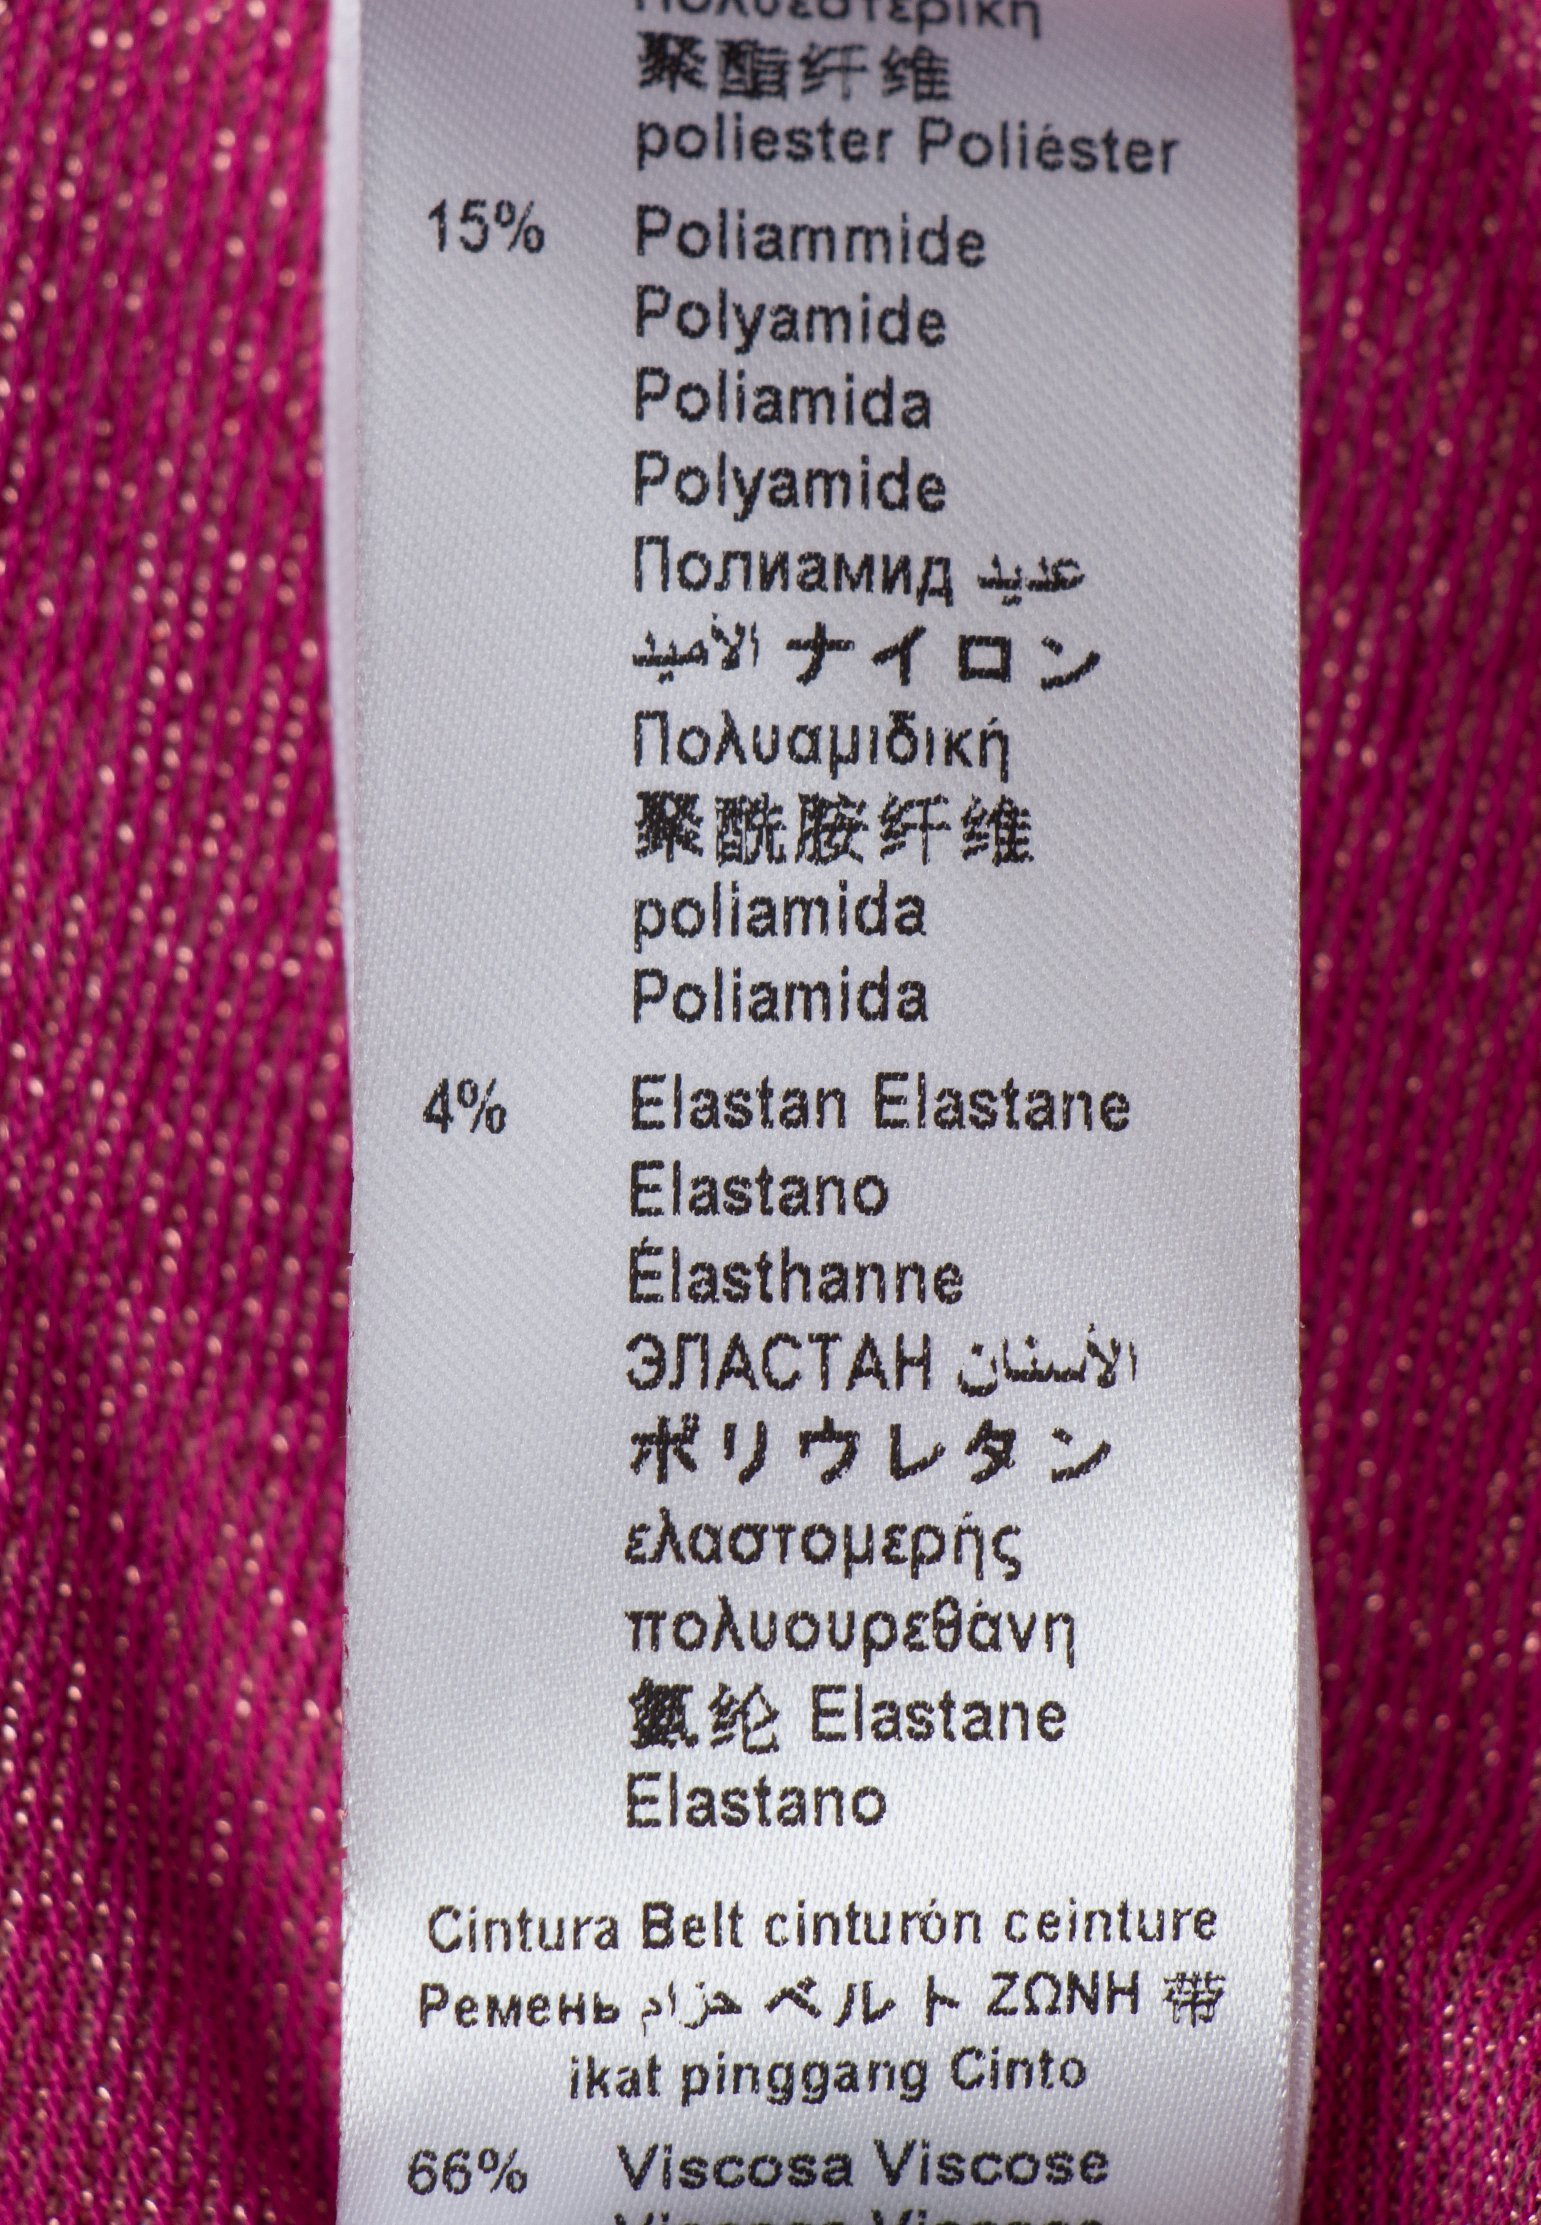 Πολυεστερική
聚酯纤维
poliester Poliéster
15% Poliammide
Polyamide
Poliamida
Polyamide
Полиамид
ナイロン
Πολυαμιδική
聚酰胺纤维
poliamida
Poliamida
4% Elastan Elastane
Elastano
Élasthanne
ЭЛАСТАН
ポリウレタン
ελαστομερής
πολυουρεθάνη
氨纶 Elastane
Elastano
Cintura Belt cinturón ceinture
Ремень حزام ベルト ΖΩΝΗ 带
ikat pinggang Cinto
66% Viscosa Viscose